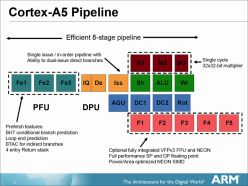 Cortex-A5 Pipeline
Efficient 8-stage pipeline
Single issue / in-order pipeline with
Ability to dual-issue direct branches
Single cycle
32x32-bit multiplier
Fe1 Fe2 Fe3 IQ De Iss Sh ALU Wr
AGU DC1 DC2 Rot
PFU DPU
F1 F2 F3 F4 F5
Prefetch features
BHT conditional branch prediction
Loop end prediction
BTAC for indirect branches
4 entry Return stack
Optional fully integrated VFPv3 FPU and NEON
Full performance SP and DP floating point
Power/Area optimized NEON SIMD
The Architecture for the Digital World®
ARM